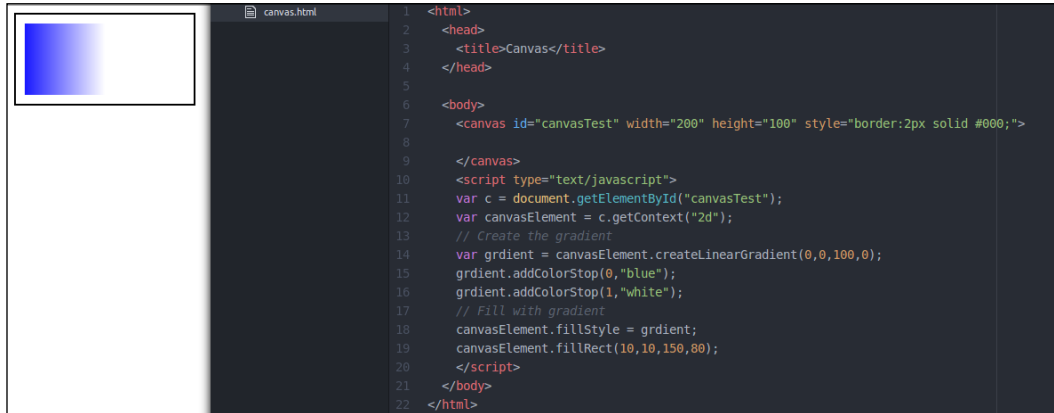 canvas.html
1 <html>
2 <head>
3 <title>Canvas</title>
4 </head>
5
6 <body>
7 <canvas id="canvasTest" width="200" height="100" style="border:2px solid #000;">
8
9 </canvas>
10 <script type="text/javascript">
11 var c = document.getElementById("canvasTest");
12 var canvasElement = c.getContext("2d");
13 // Create the gradient
14 var grdient = canvasElement.createLinearGradient(0,0,100,0);
15 grdient.addColorStop(0,"blue");
16 grdient.addColorStop(1,"white");
17 // Fill with gradient
18 canvasElement.fillStyle = grdient;
19 canvasElement.fillRect(10,10,150,80);
20 </script>
21 </body>
22 </html>